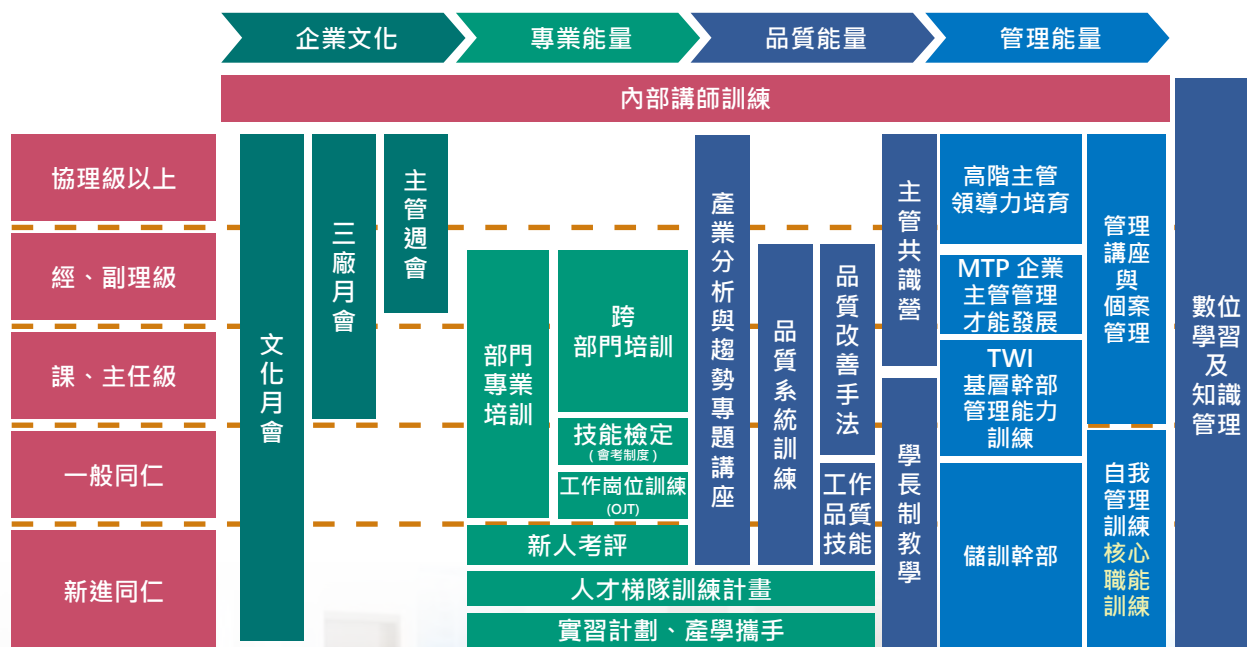 企業文化
專業能量
品質能量
管理能量
內部講師訓練
協理級以上
經、副理級
課、主任級
一般同仁
新進同仁
文化月會
三廠月會
主管週會
部門
專業
培訓
跨
部門培訓
技能檢定
(會考制度)
工作崗位訓練
(OJT)
新人考評
人才梯隊訓練計畫
實習計劃、產學攜手
產業分析與趨勢專題講座
品質系統訓練
品質改善手法
工作
品質
技能
主管共識營
學長制教學
高階主管
領導力培育
MTP 企業
主管管理
才能發展
TWI
基層幹部
管理能力
訓練
儲訓幹部
管理
講座
與
個案
管理
自我
管理
訓練
核心
職能
訓練
數位
學習
及
知識
管理